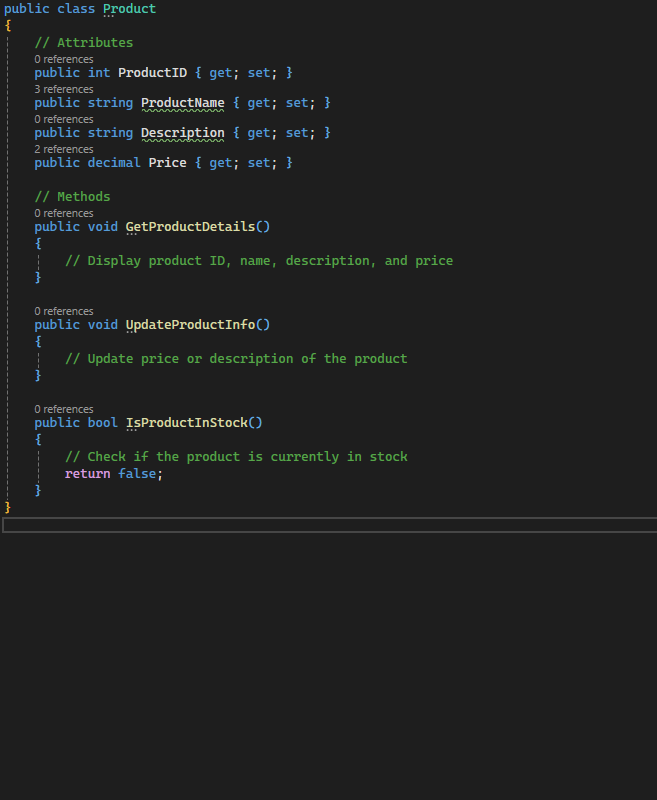 public class Product
{
// Attributes
0 references
public int ProductID { get; set; }
3 references
public string ProductName { get; set; }
0 references
public string Description { get; set; }
2 references
public decimal Price { get; set; }
// Methods
0 references
public void GetProductDetails()
{
// Display product ID, name, description, and price
}
0 references
public void UpdateProductInfo()
{
// Update price or description of the product
}
0 references
public bool IsProductInStock()
{
// Check if the product is currently in stock
return false;
}
}